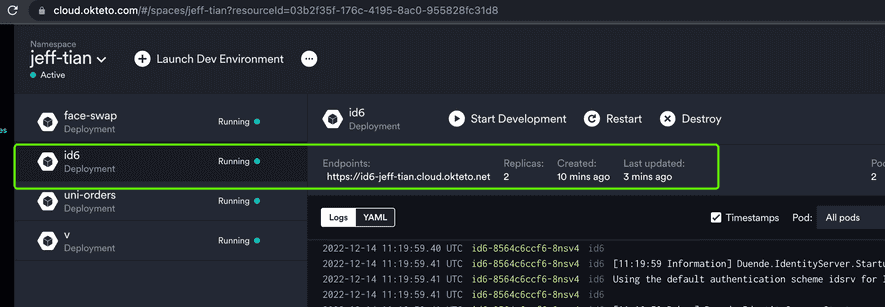 cloud.okteto.com/#/spaces/jeff-tian?resourceId=03b2f35f-176c-4195-8ac0-955828fc31d8
Namespace
jeff-tian
Active
Launch Dev Environment
face-swap
Deployment
Running
id6
Deployment
Running
uni-orders
Deployment
Running
v
Deployment
Running
id6
Deployment
Start Development
Restart
Destroy
Endpoints:
Replicas:
Created:
Last updated:
https://id6-jeff-tian.cloud.okteto.net
2
10 mins ago
3 mins ago
2
Logs
YAML
Timestamps
Pod:
All pods
2022-12-14 11:19:59.40 UTC id6-8564c6ccf6-8nsv4 id6
2022-12-14 11:19:59.41 UTC id6-8564c6ccf6-8nsv4 id6 [11:19:59 Information] Duende.IdentityServer.Startu
2022-12-14 11:19:59.41 UTC id6-8564c6ccf6-8nsv4 id6 Using the default authentication scheme idsrv for
2022-12-14 11:19:59.41 UTC id6-8564c6ccf6-8nsv4 id6